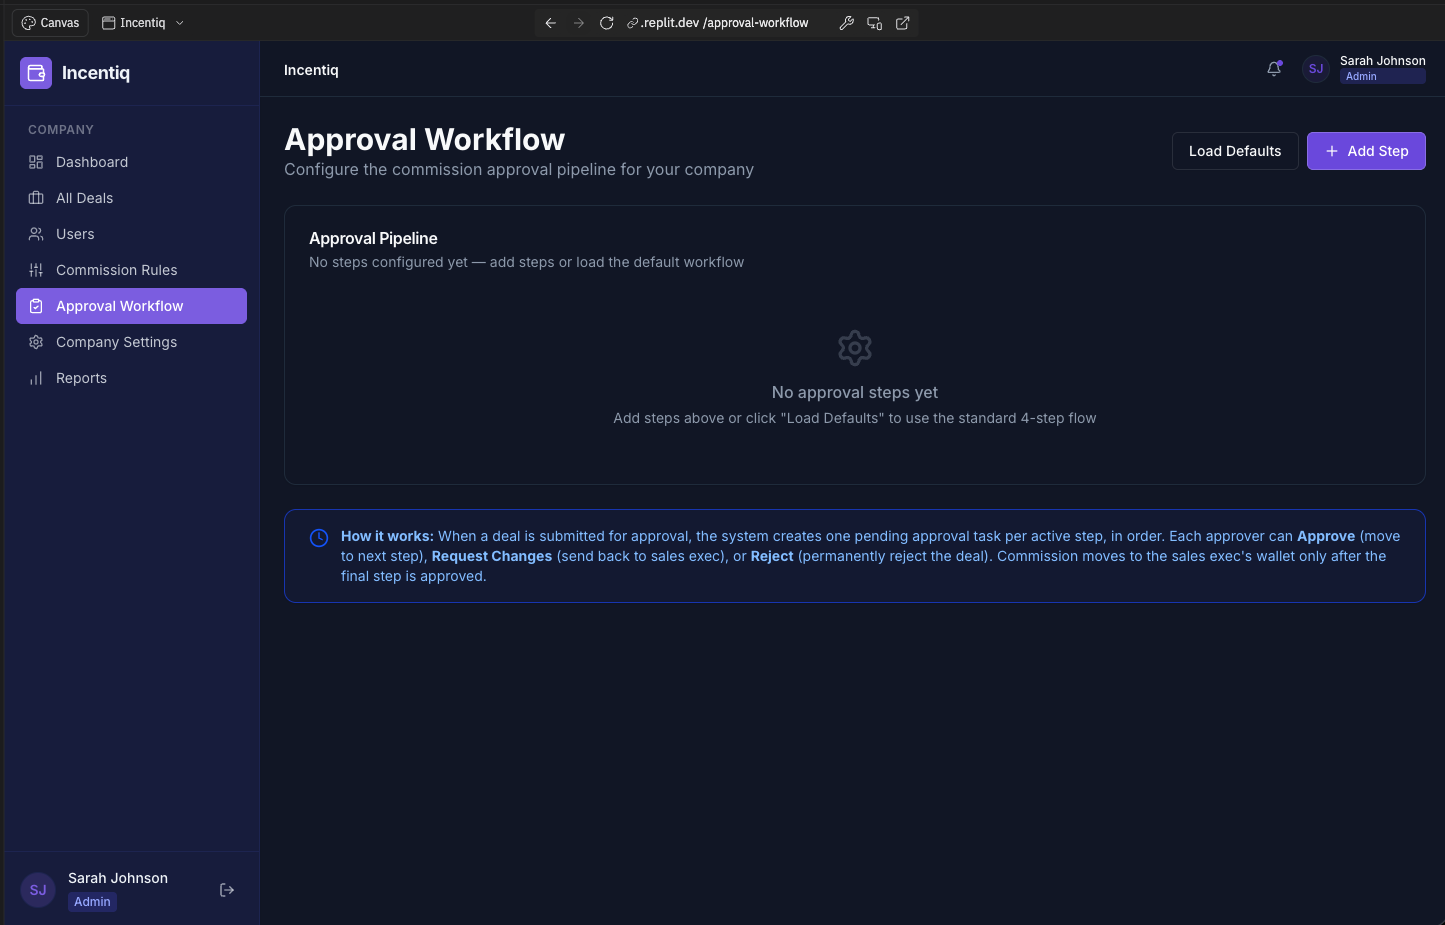 Canvas
Incentiq
.replit.dev /approval-workflow
Incentiq
COMPANY
Dashboard
All Deals
Users
Commission Rules
Approval Workflow
Company Settings
Reports
SJ
Sarah Johnson
Admin
Incentiq
SJ
Sarah Johnson
Admin
Approval Workflow
Configure the commission approval pipeline for your company
Load Defaults
Add Step
Approval Pipeline
No steps configured yet — add steps or load the default workflow
No approval steps yet
Add steps above or click "Load Defaults" to use the standard 4-step flow
How it works: When a deal is submitted for approval, the system creates one pending approval task per active step, in order. Each approver can Approve (move
to next step), Request Changes (send back to sales exec), or Reject (permanently reject the deal). Commission moves to the sales exec's wallet only after the
final step is approved.